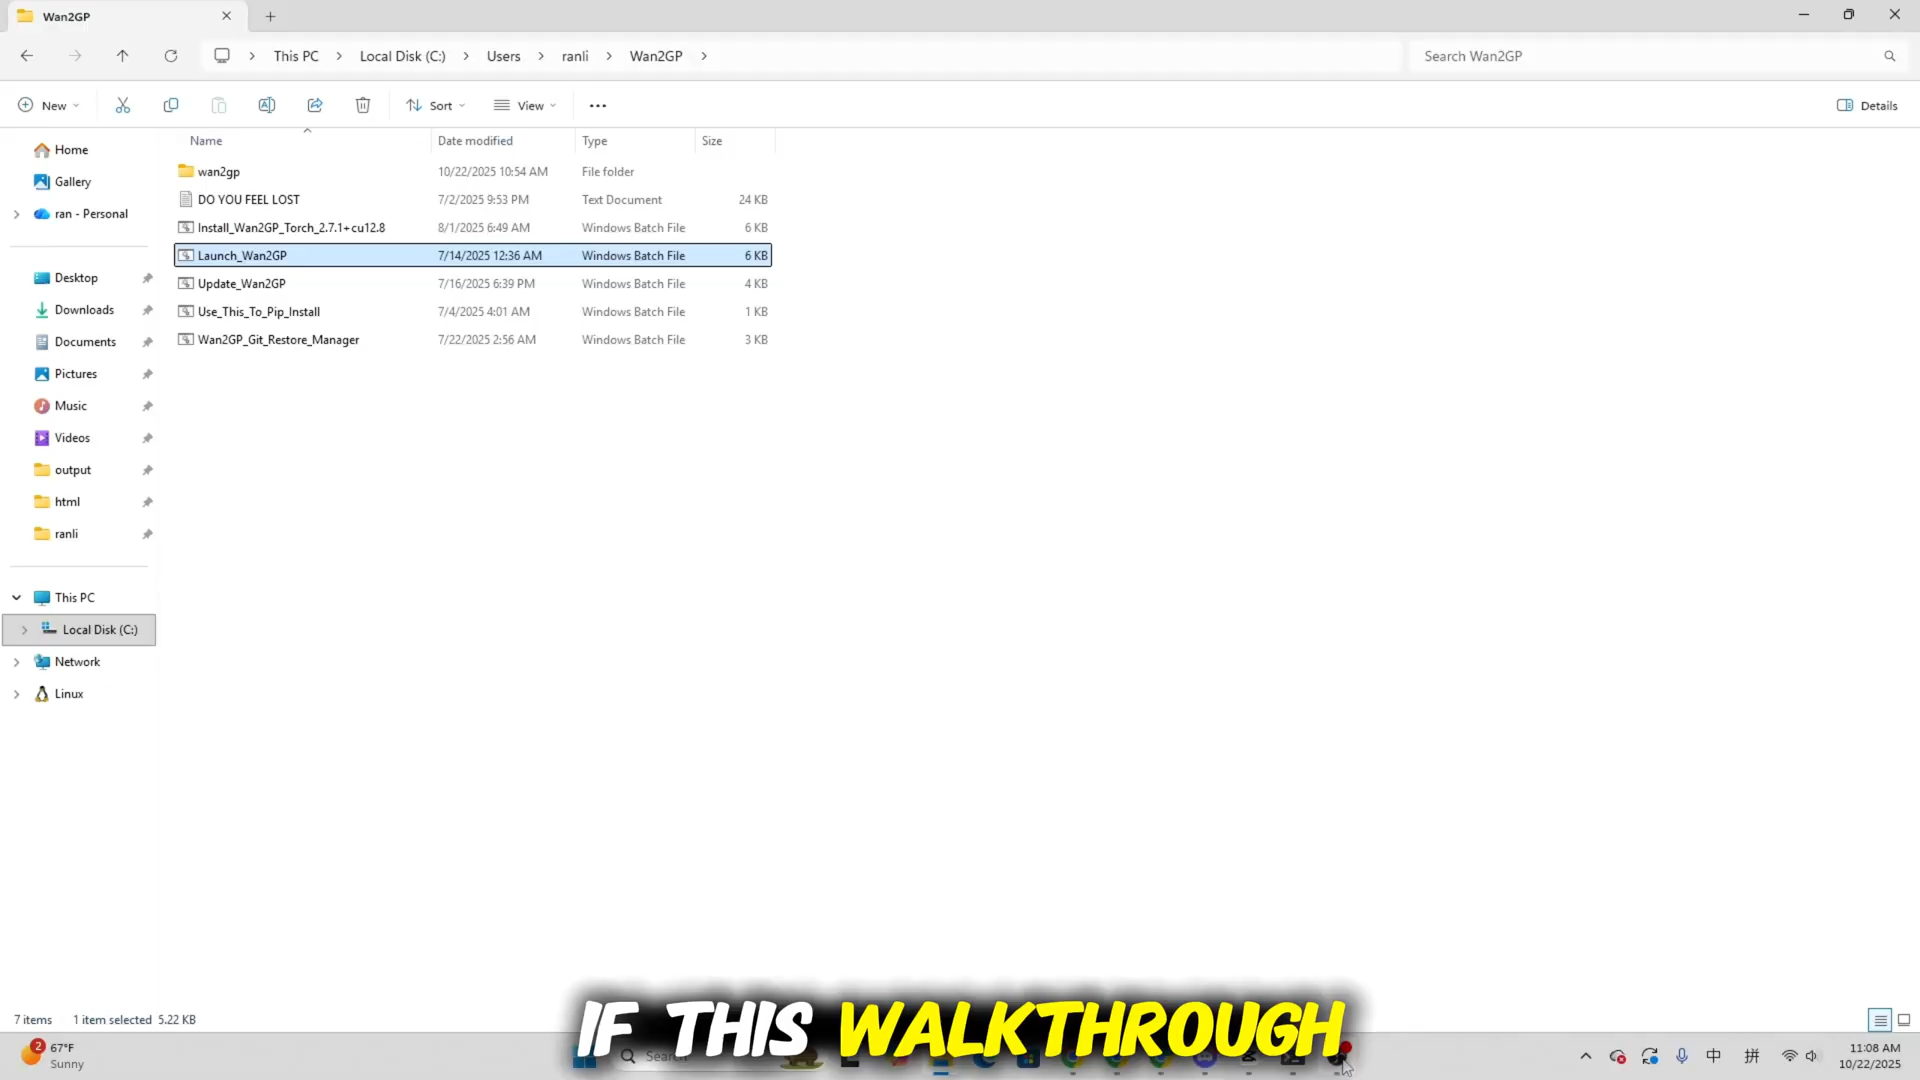 Wan2GP
This PC > Local Disk (C:) > Users > ranli > Wan2GP >
Search Wan2GP
New
Sort
View
Details
Name Date modified Type Size
wan2gp 10/22/2025 10:54 AM File folder
DO YOU FEEL LOST 7/2/2025 9:53 PM Text Document 24 KB
Install_Wan2GP_Torch_2.7.1+cu12.8 8/1/2025 6:49 AM Windows Batch File 6 KB
Launch_Wan2GP 7/14/2025 12:36 AM Windows Batch File 6 KB
Update_Wan2GP 7/16/2025 6:39 PM Windows Batch File 4 KB
Use_This_To_Pip_Install 7/4/2025 4:01 AM Windows Batch File 1 KB
Wan2GP_Git_Restore_Manager 7/22/2025 2:56 AM Windows Batch File 3 KB
Home
Gallery
ran - Personal
Desktop
Downloads
Documents
Pictures
Music
Videos
output
html
ranli
This PC
Local Disk (C:)
Network
Linux
7 items 1 item selected 5.22 KB
IF THIS WALKTHROUGH
2
67°F
Sunny
Search
中
拼
11:08 AM
10/22/2025